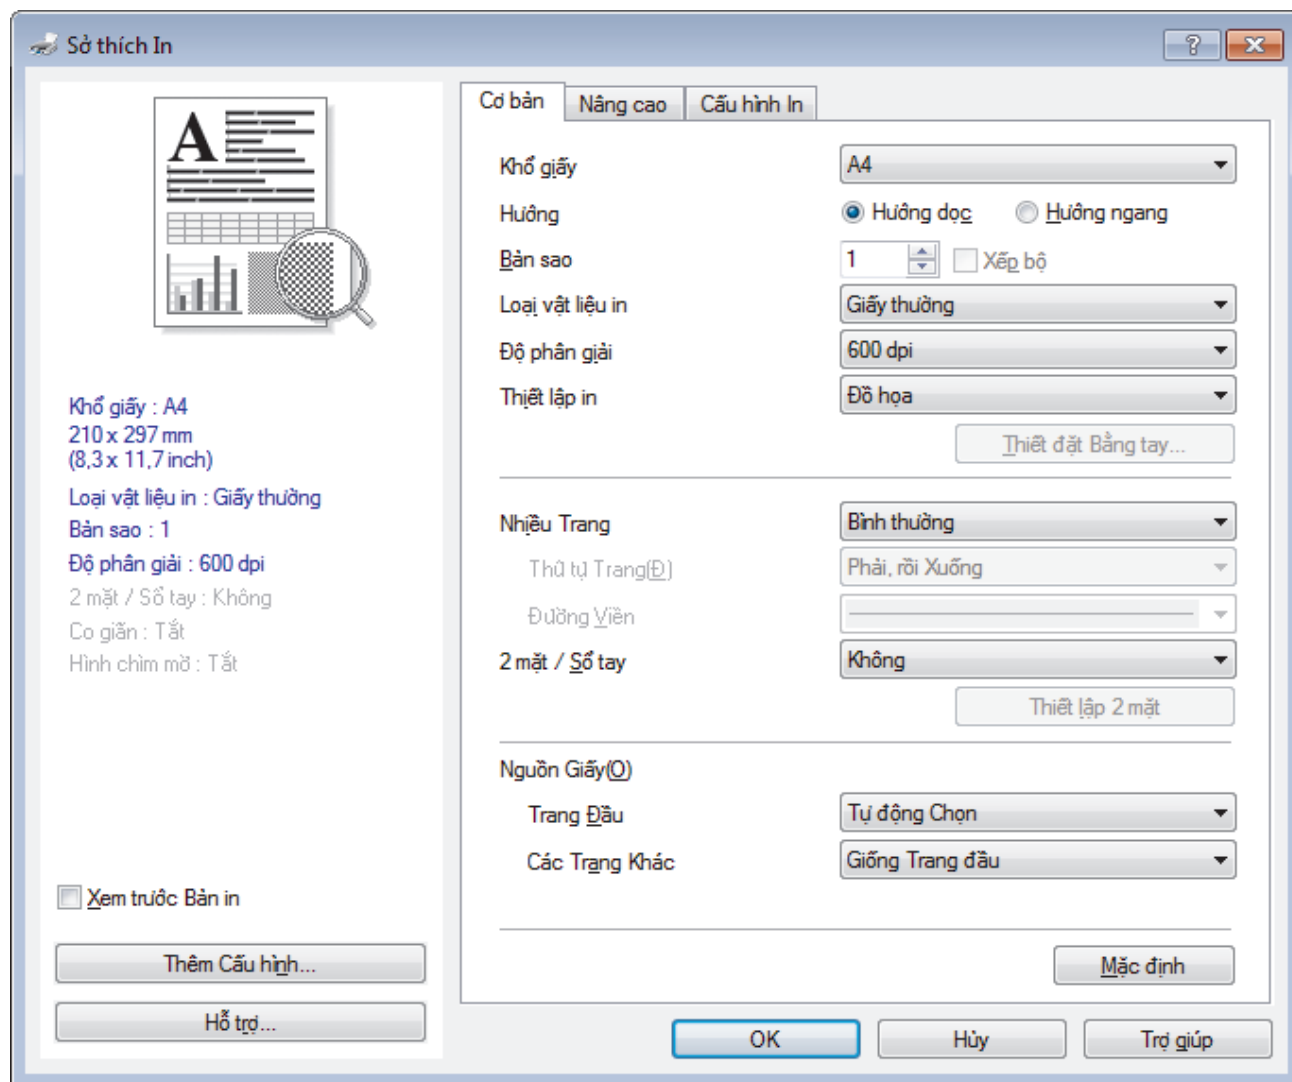 Sở thích In
A
Khổ giấy : A4
210 x 297 mm
(8,3 x 11,7 inch)
Loại vật liệu in : Giấy thường
Bản sao : 1
Độ phân giải : 600 dpi
2 mặt / Sổ tay : Không
Co giãn : Tắt
Hình chìm mờ : Tắt
Xem trước Bản in
Thêm Cấu hình...
Hỗ trợ...
Cơ bản Nâng cao Cấu hình In
Khổ giấy A4
Hướng Hướng dọc Hướng ngang
Bản sao 1 Xếp bộ
Loại vật liệu in Giấy thường
Độ phân giải 600 dpi
Thiết lập in Đồ họa
Thiết đặt Bằng tay...
Nhiều Trang Bình thường
Thứ tự Trang(Đ) Phải, rồi Xuống
Đường Viền
2 mặt / Sổ tay Không
Thiết lập 2 mặt
Nguồn Giấy(O)
Trang Đầu Tự động Chọn
Các Trang Khác Giống Trang đầu
Mặc định
OK Hủy Trợ giúp